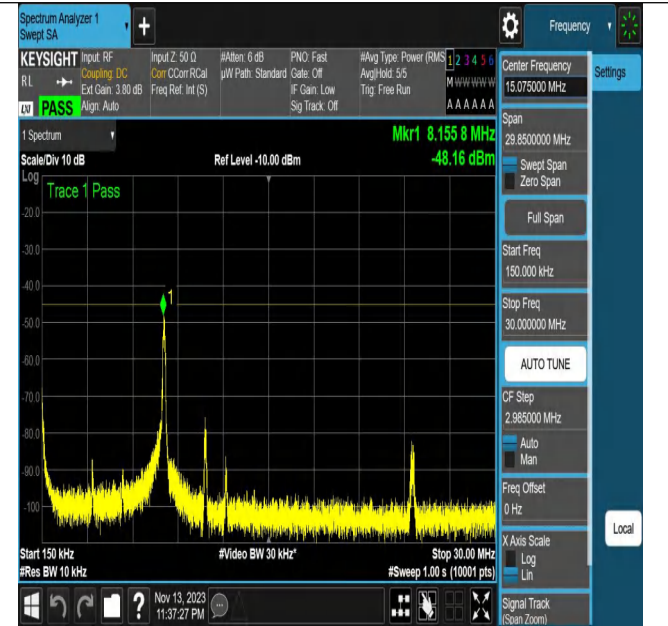 Spectrum Analyzer 1
Swept SA
+
Frequency
KEYSIGHT
RL
LXI
PASS
Input: RF
Coupling: DC
Ext Gain: 3.80 dB
Align: Auto
Input Z: 50 Ω
Corr CCorr RCal
Freq Ref: Int (S)
#Atten: 6 dB
µW Path: Standard
PNO: Fast
Gate: Off
IF Gain: Low
Sig Track: Off
#Avg Type: Power (RMS
Avg|Hold: 5/5
Trig: Free Run
1 2 3 4 5 6
M W W W W W
A A A A A A
1 Spectrum
Scale/Div 10 dB
Ref Level -10.00 dBm
Mkr1 8.155 8 MHz
-48.16 dBm
Log
Trace 1 Pass
1
-20.0
-30.0
-40.0
-50.0
-60.0
-70.0
-80.0
-90.0
-100
Start 150 kHz
#Video BW 30 kHz*
Stop 30.00 MHz
#Res BW 10 kHz
#Sweep 1.00 s (10001 pts)
Center Frequency
15.075000 MHz
Settings
Span
29.8500000 MHz
Swept Span
Zero Span
Full Span
Start Freq
150.000 kHz
Stop Freq
30.000000 MHz
AUTO TUNE
CF Step
2.985000 MHz
Auto
Man
Freq Offset
0 Hz
X Axis Scale
Log
Lin
Local
Signal Track
(Span Zoom)
?
Nov 13, 2023
11:37:27 PM